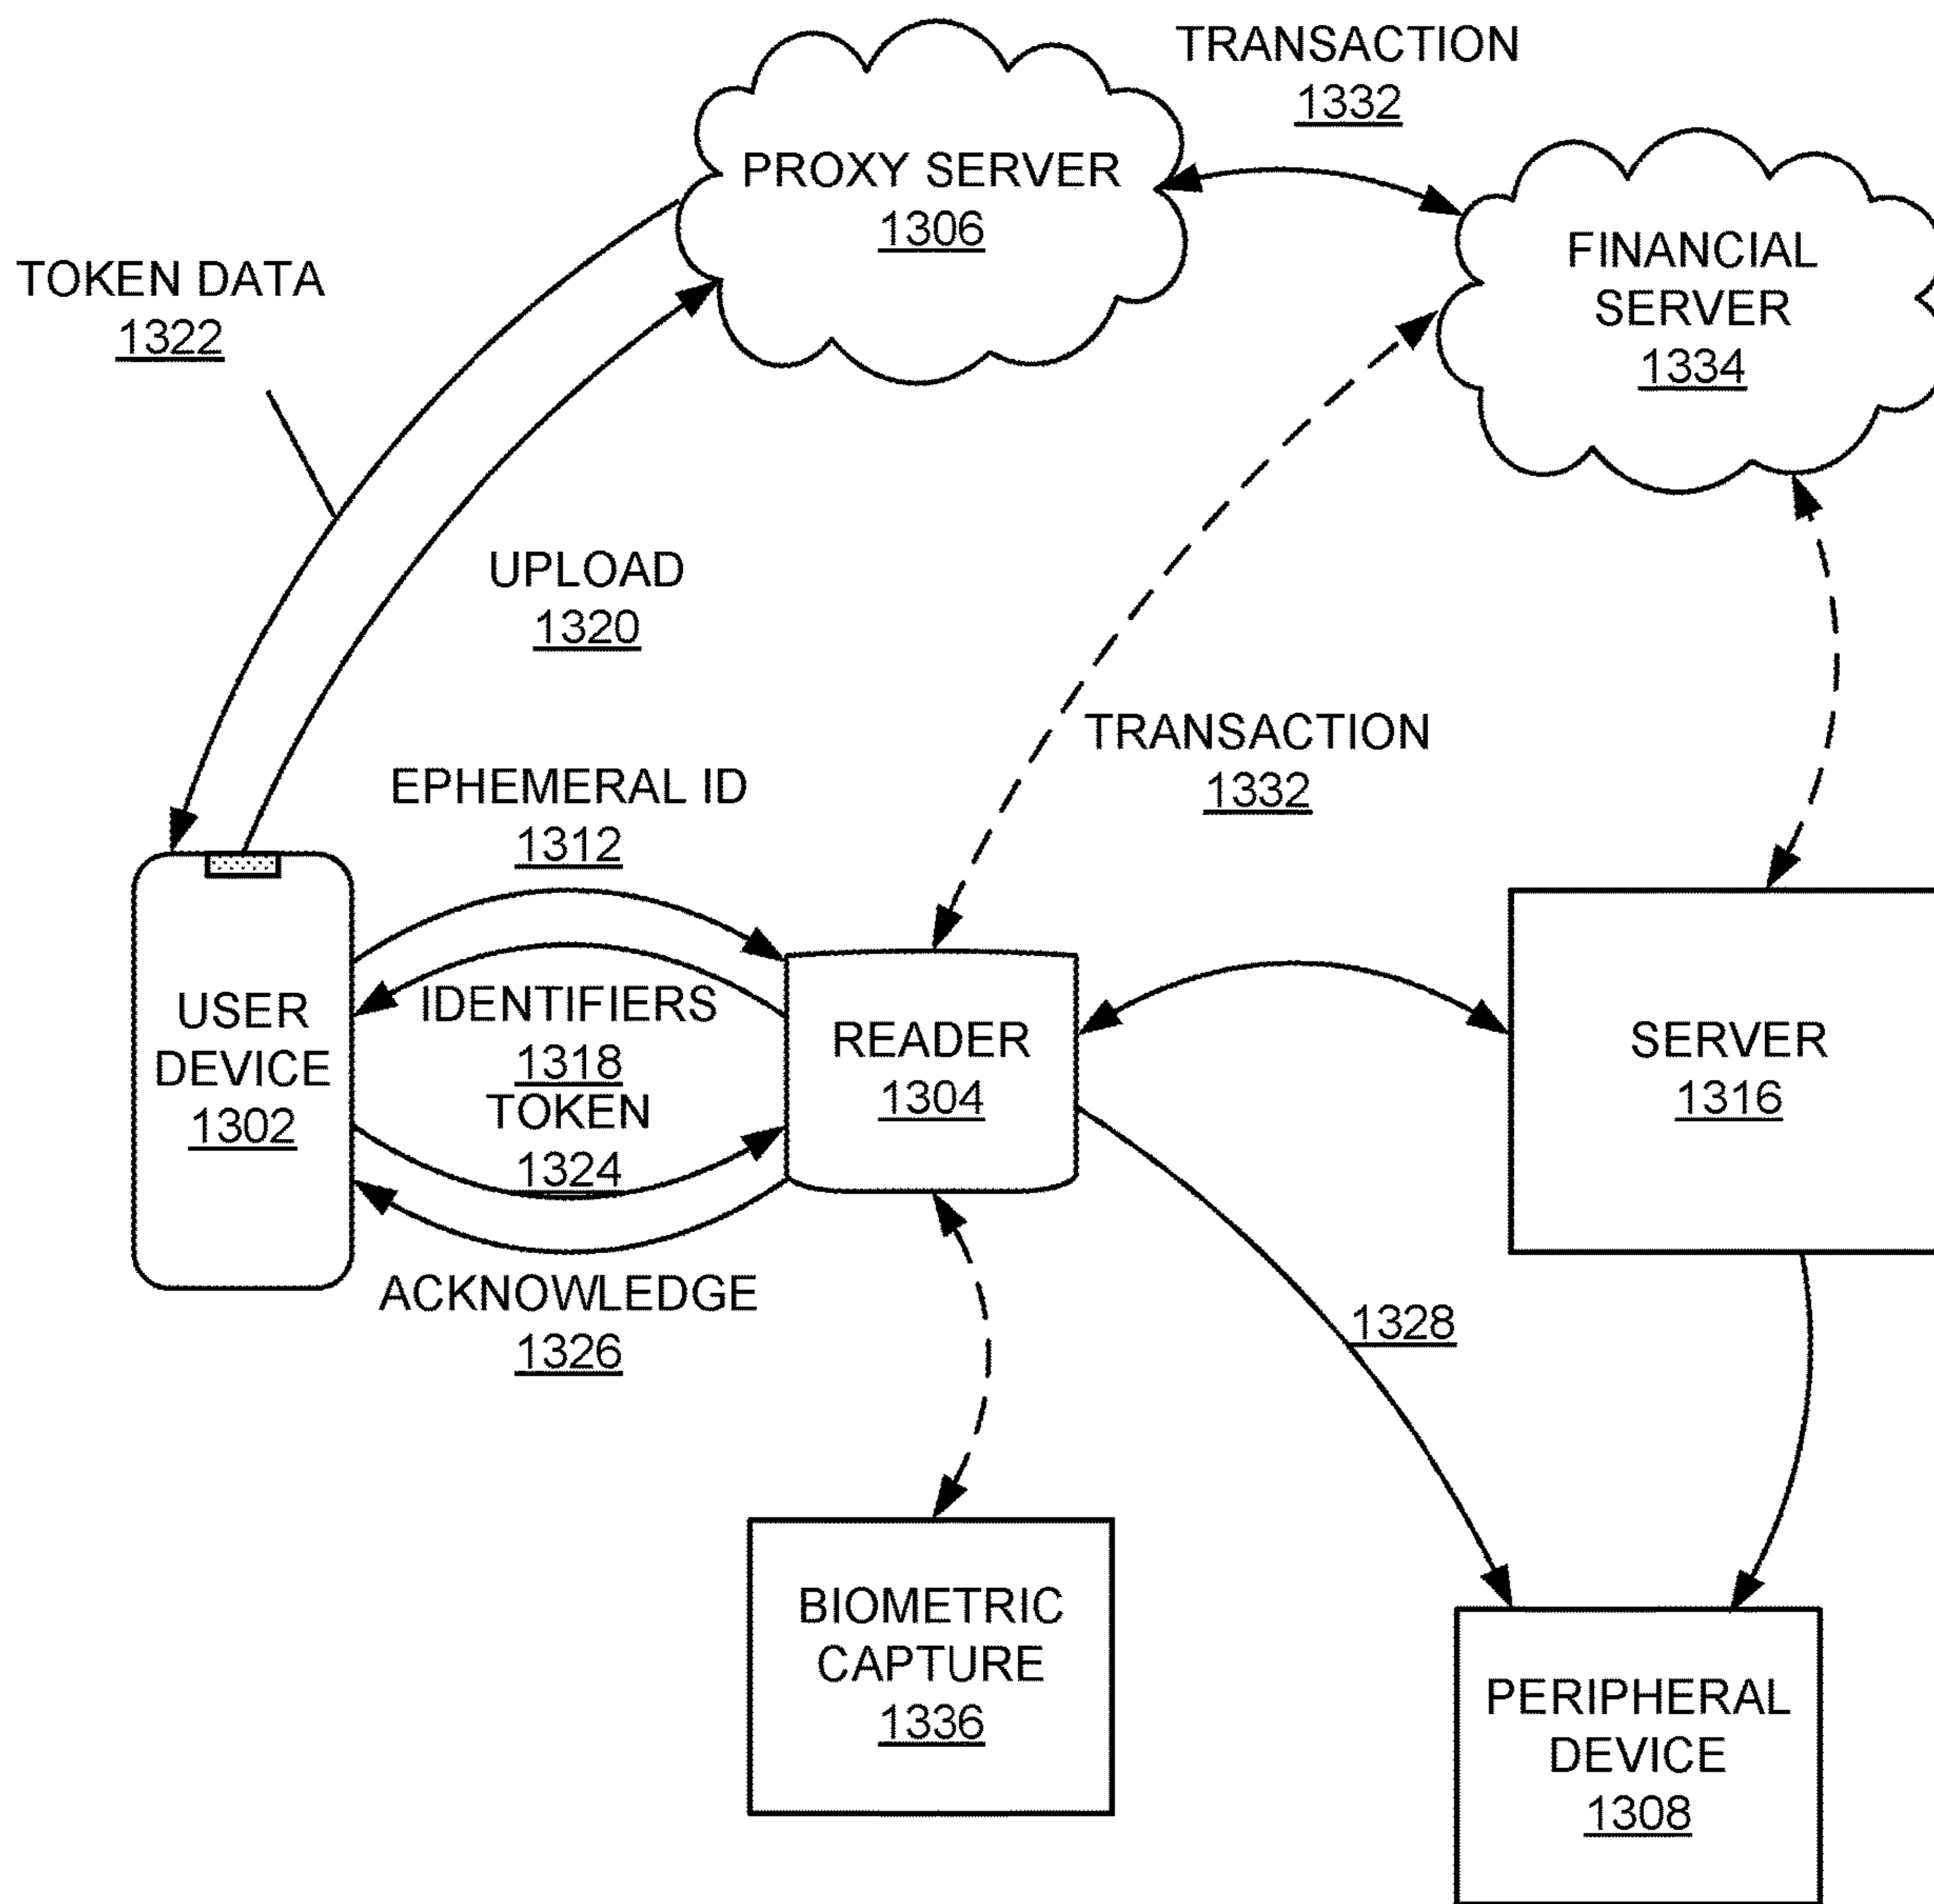 TRANSACTION
1332
PROXY SERVER
1306
FINANCIAL
SERVER
1334
TOKEN DATA
1322
UPLOAD
1320
TRANSACTION
1332
EPHEMERAL ID
1312
USER
DEVICE
1302
IDENTIFIERS
1318
TOKEN
1324
READER
1304
SERVER
1316
ACKNOWLEDGE
1326
1328
BIOMETRIC
CAPTURE
1336
PERIPHERAL
DEVICE
1308